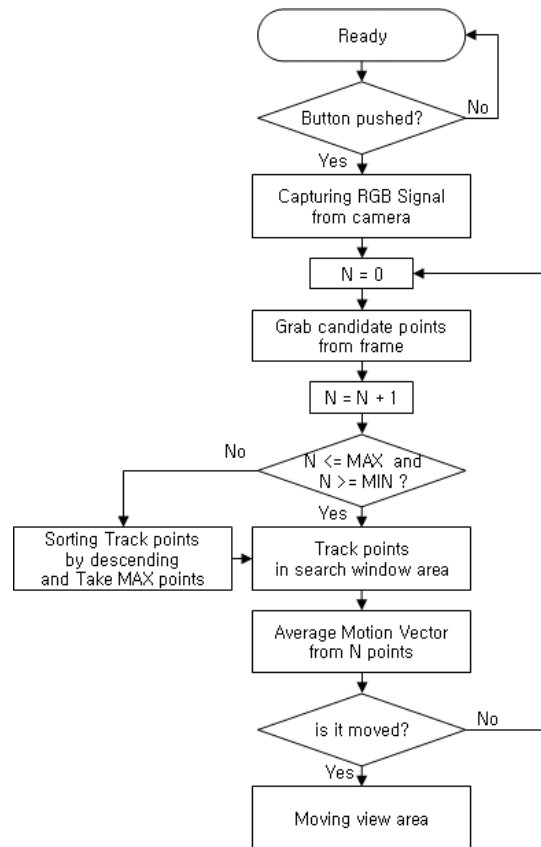 Ready
Button pushed?
No
Yes
Capturing RGB Signal
from camera
N = 0
Grab candidate points
from frame
N = N + 1
No
N <= MAX and
N >= MIN ?
Yes
Sorting Track points
by descending
and Take MAX points
Track points
in search window area
Average Motion Vector
from N points
is it moved?
No
Yes
Moving view area